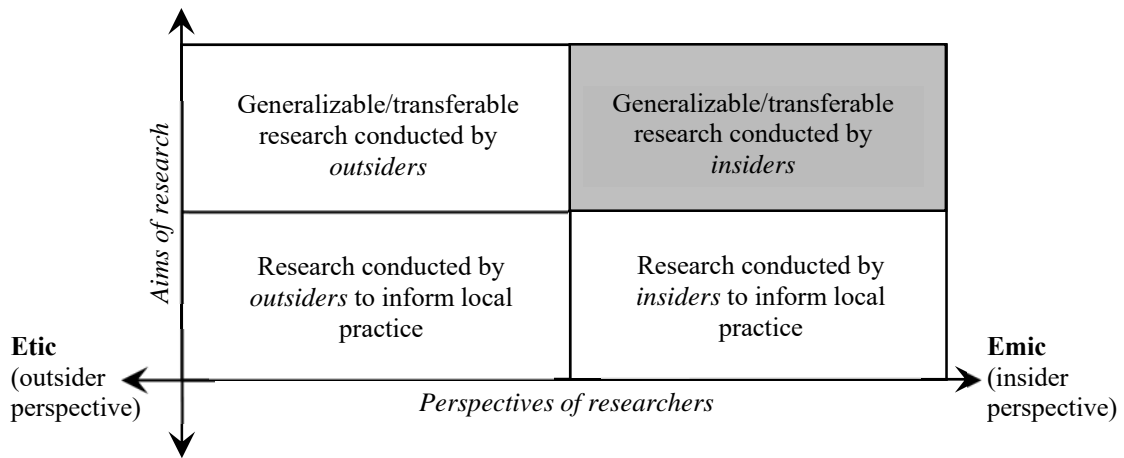 Generalizable/transferable
research conducted by
outsiders
Generalizable/transferable
research conducted by
insiders
Aims of research
Research conducted by
outsiders to inform local
practice
Research conducted by
insiders to inform local
practice
Etic
(outsider
perspective)
Emic
(insider
perspective)
Perspectives of researchers